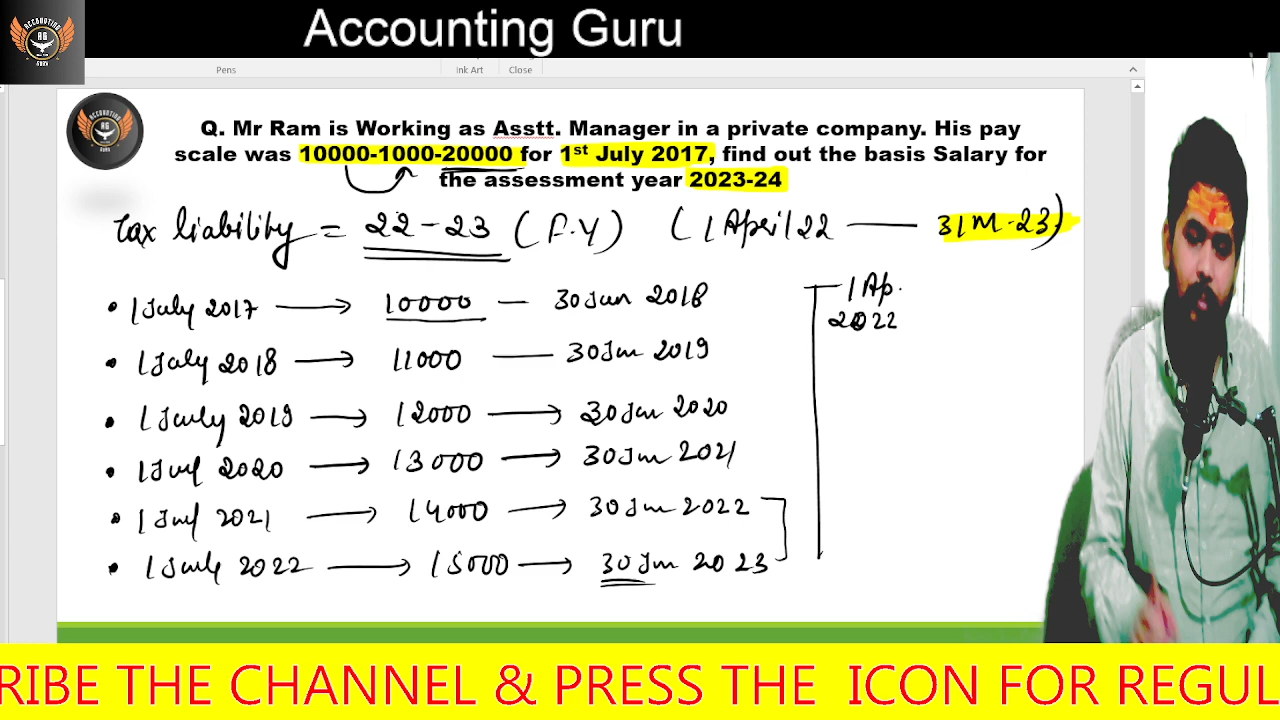 Accounting Guru
Pens Ink Art Close
Q. Mr Ram is Working as Asstt. Manager in a private company. His pay
scale was 10000-1000-20000 for 1st July 2017, find out the basis Salary for
the assessment year 2023-24
Tax liability = 22-23 (F.Y) (1 April 22 — 31 M-23)
• 1 July 2017 → 10000 — 30 Jun 2018
1 Ap.
2022
• 1 July 2018 → 11000 — 30 Jun 2019
• 1 July 2019 → 12000 → 30 Jun 2020
• 1 July 2020 → 13000 → 30 Jun 2021
• 1 July 2021 → 14000 → 30 Jun 2022
• 1 July 2022 → 15000 → 30 Jun 2023
RIBE THE CHANNEL & PRESS THE ICON FOR REGUL